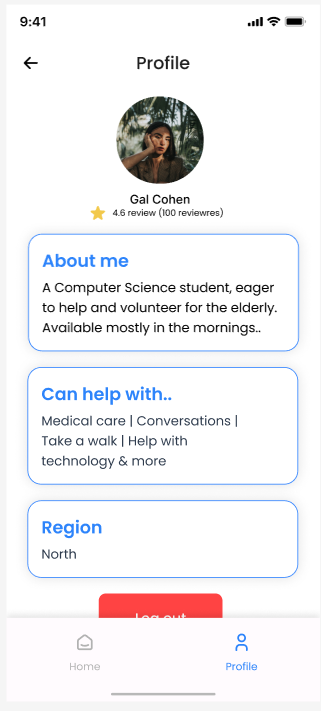 9:41
Profile
Gal Cohen
4.6 review (100 reviewres)
About me
A Computer Science student, eager
to help and volunteer for the elderly.
Available mostly in the mornings..
Can help with..
Medical care | Conversations |
Take a walk | Help with
technology & more
Region
North
Log out
Home
Profile